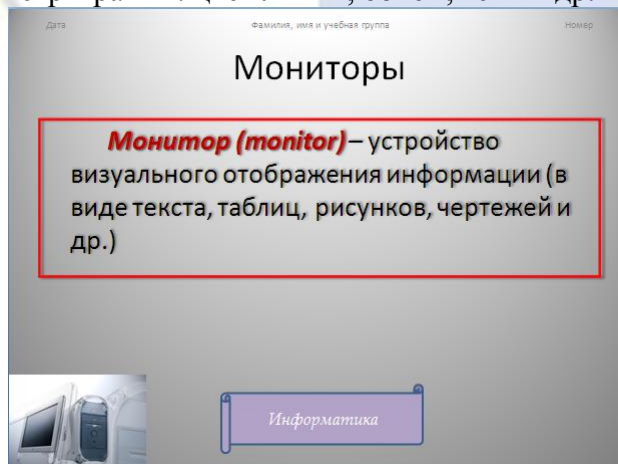 Дата Фамилия, имя и учебная группа Номер
Мониторы
Монитор (monitor) – устройство
визуального отображения информации (в
виде текста, таблиц, рисунков, чертежей и
др.)
Информатика